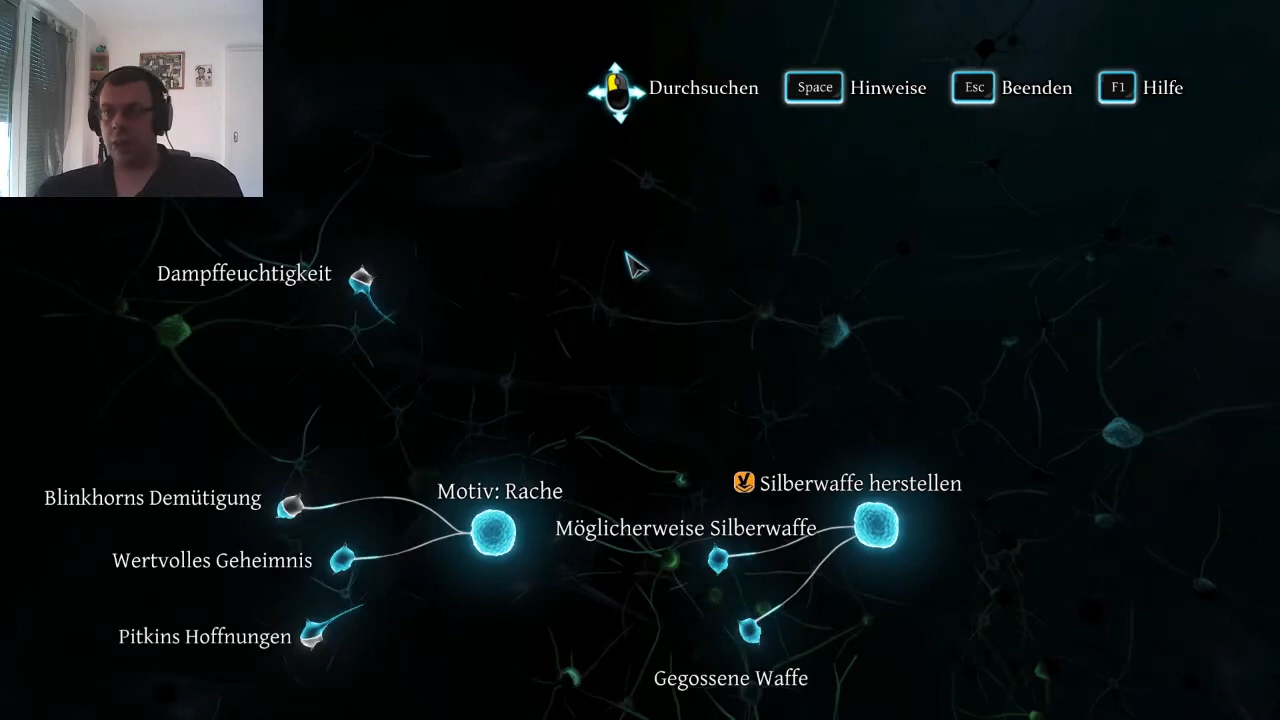 Durchsuchen
Space
Hinweise
Esc
Beenden
F1
Hilfe
Dampffeuchtigkeit
Silberwaffe herstellen
Motiv: Rache
Blinkhorns Demütigung
Möglicherweise Silberwaffe
Wertvolles Geheimnis
Pitkins Hoffnungen
Gegossene Waffe